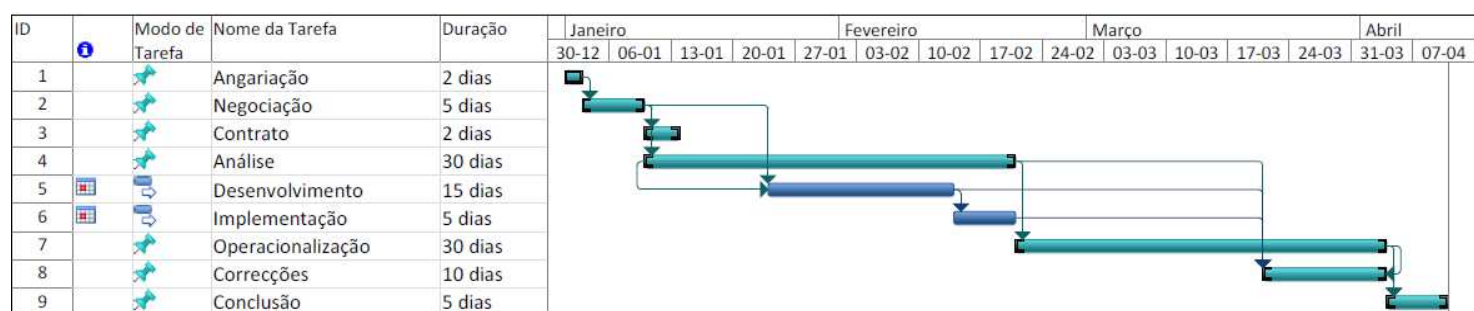 ID Modo de Nome da Tarefa Duração Janeiro Fevereiro Março Abril
Tarefa 30-12 06-01 13-01 20-01 27-01 03-02 10-02 17-02 24-02 03-03 10-03 17-03 24-03 31-03 07-04
1 Angariação 2 dias
2 Negociação 5 dias
3 Contrato 2 dias
4 Análise 30 dias
5 Desenvolvimento 15 dias
6 Implementação 5 dias
7 Operacionalização 30 dias
8 Correcções 10 dias
9 Conclusão 5 dias